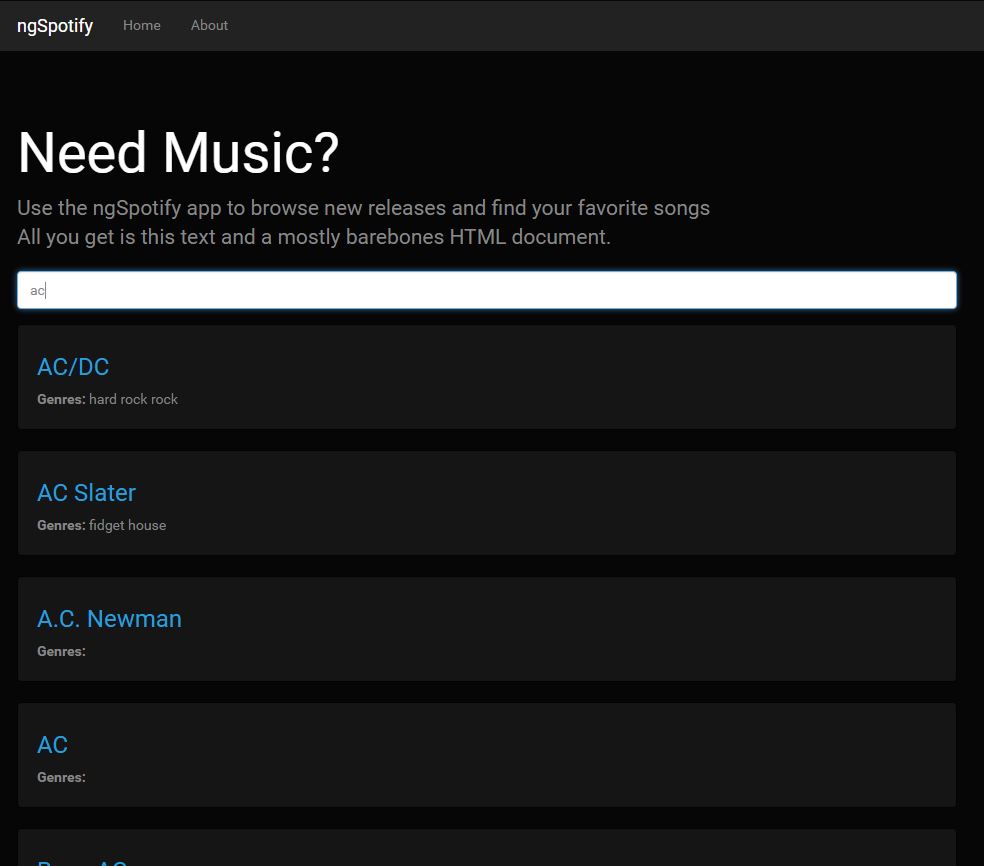 ngSpotify Home About
Need Music?
Use the ngSpotify app to browse new releases and find your favorite songs
All you get is this text and a mostly barebones HTML document.
ac
AC/DC
Genres: hard rock rock
AC Slater
Genres: fidget house
A.C. Newman
Genres:
AC
Genres: